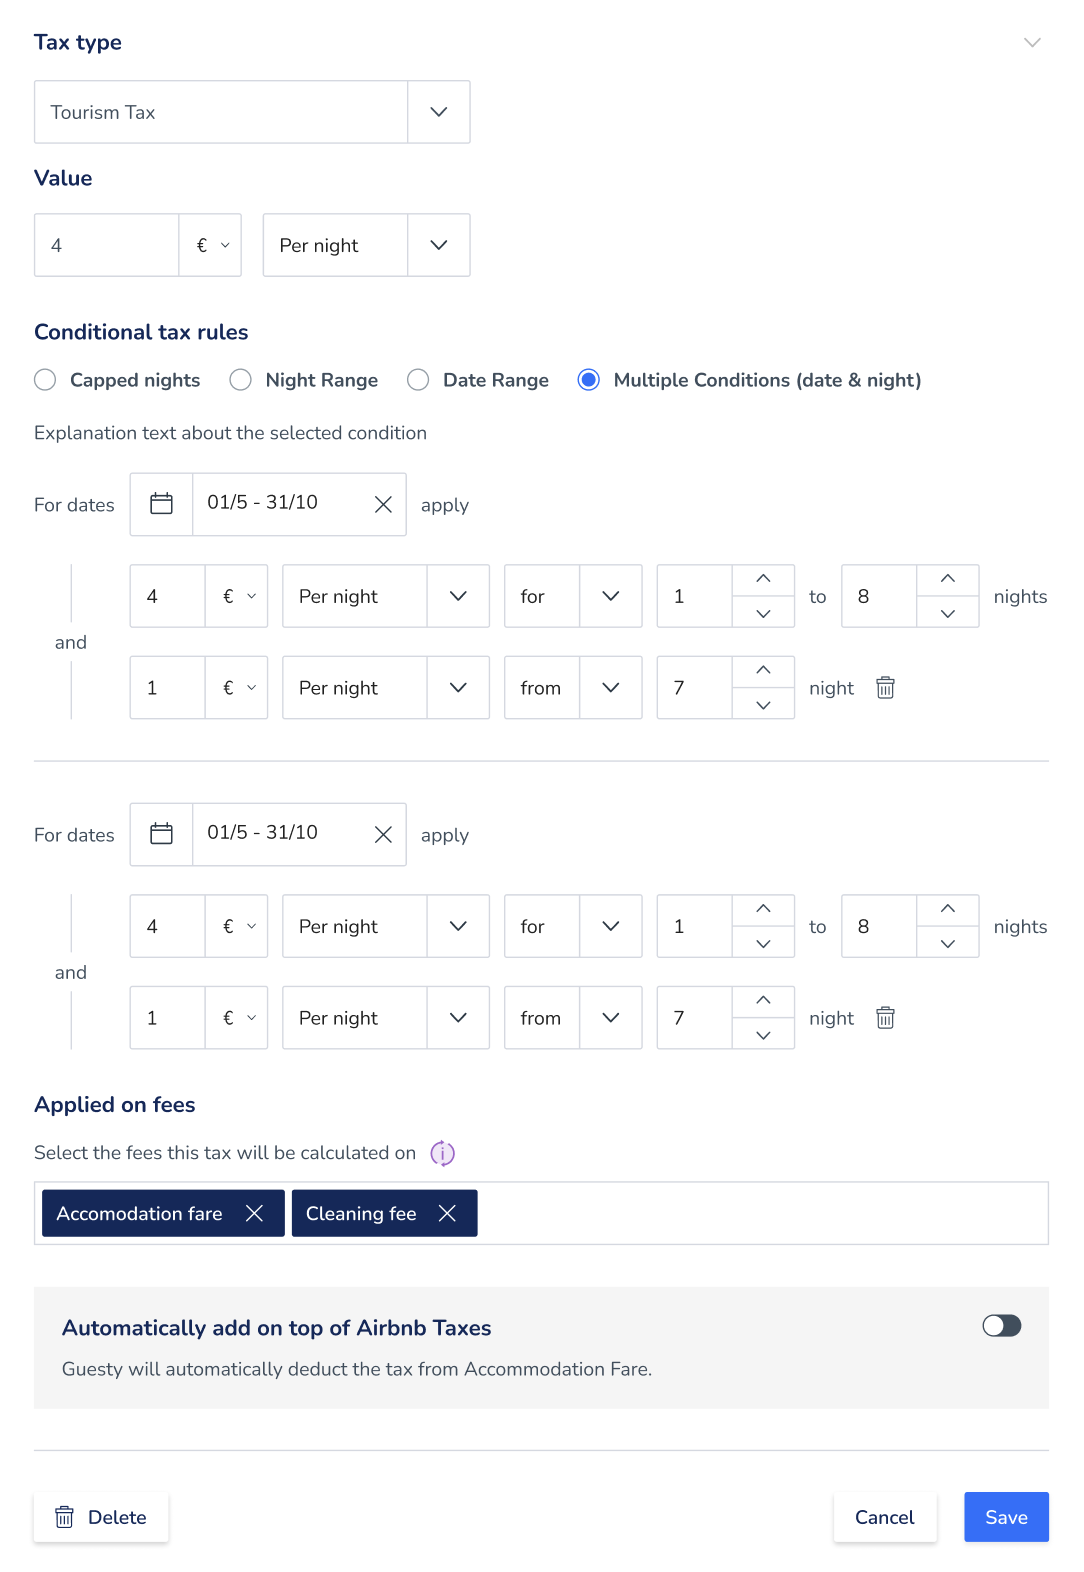 Tax type
Tourism Tax
Value
4 € Per night
Conditional tax rules
Capped nights Night Range Date Range Multiple Conditions (date & night)
Explanation text about the selected condition
For dates 01/5 - 31/10 apply
4 € Per night for 1 to 8 nights
and
1 € Per night from 7 night
For dates 01/5 - 31/10 apply
4 € Per night for 1 to 8 nights
and
1 € Per night from 7 night
Applied on fees
Select the fees this tax will be calculated on i
Accomodation fare Cleaning fee
Automatically add on top of Airbnb Taxes
Guesty will automatically deduct the tax from Accommodation Fare.
Delete Cancel Save